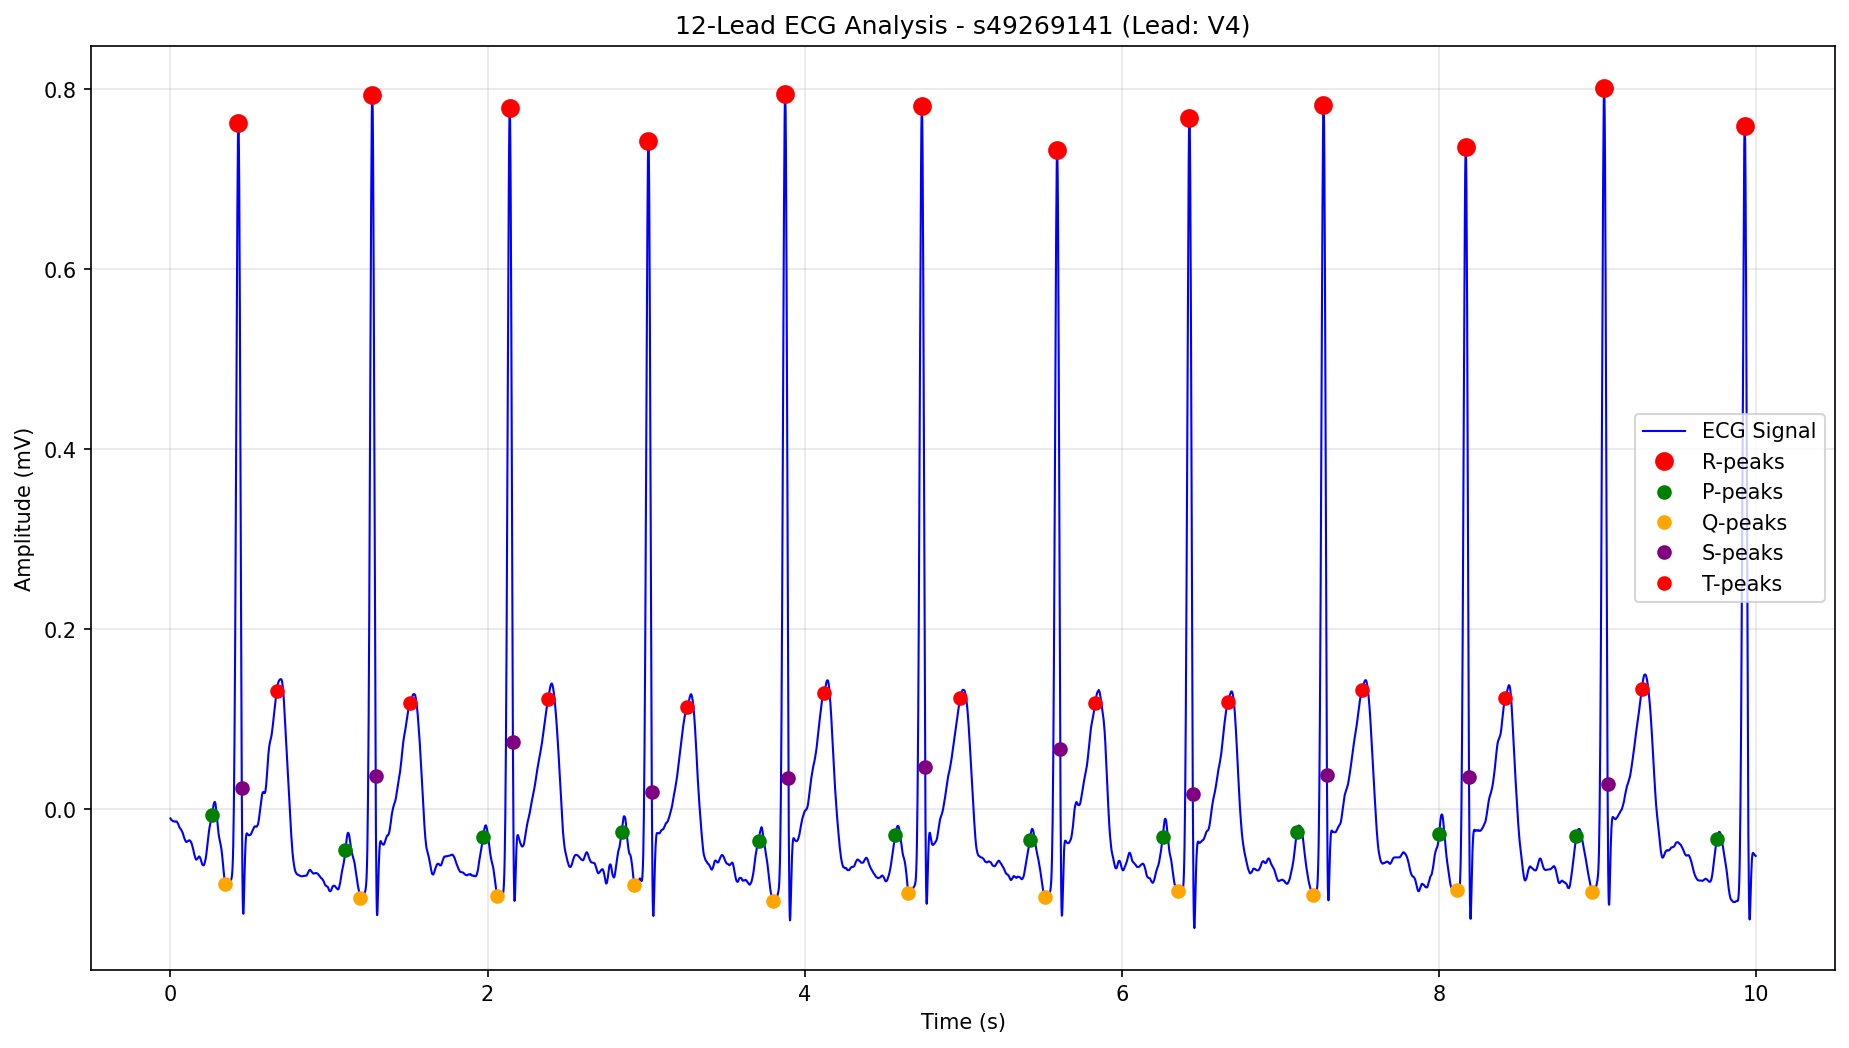 12-Lead ECG Analysis - s49269141 (Lead: V4)
Amplitude (mV)
0.8
0.6
0.4
0.2
0.0
ECG Signal
R-peaks
P-peaks
Q-peaks
S-peaks
T-peaks
0 2 4 6 8 10
Time (s)